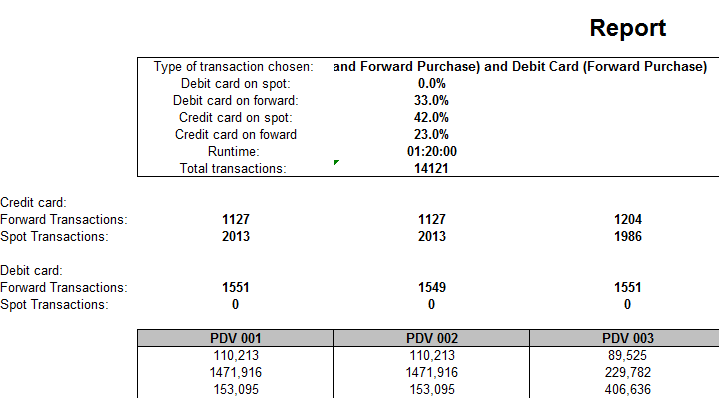 Report
Type of transaction chosen: and Forward Purchase) and Debit Card (Forward Purchase)
Debit card on spot: 0.0%
Debit card on forward: 33.0%
Credit card on spot: 42.0%
Credit card on foward 23.0%
Runtime: 01:20:00
Total transactions: 14121
Credit card:
Forward Transactions: 1127 1127 1204
Spot Transactions: 2013 2013 1986
Debit card:
Forward Transactions: 1551 1549 1551
Spot Transactions: 0 0 0
PDV 001 PDV 002 PDV 003
110,213 110,213 89,525
1471,916 1471,916 229,782
153,095 153,095 406,636